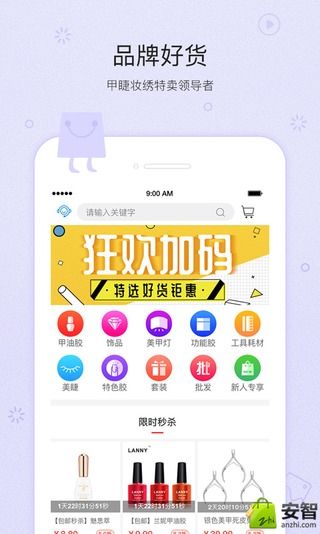 品牌好货
甲睫妆绣特卖领导者
9:00 AM
请输入关键字
狂欢加码
特选好货钜惠
甲油胶 饰品 美甲灯 功能胶 工具耗材
美睫 特色胶 套装 批发 新人专享
限时秒杀
LANNY
1天22时31分51秒 1天22时31分51秒 2天20时10分51秒
【包邮秒杀】魅思萃 【包邮】兰妮甲油胶 银色美甲死皮剪
安智
anzhi.com